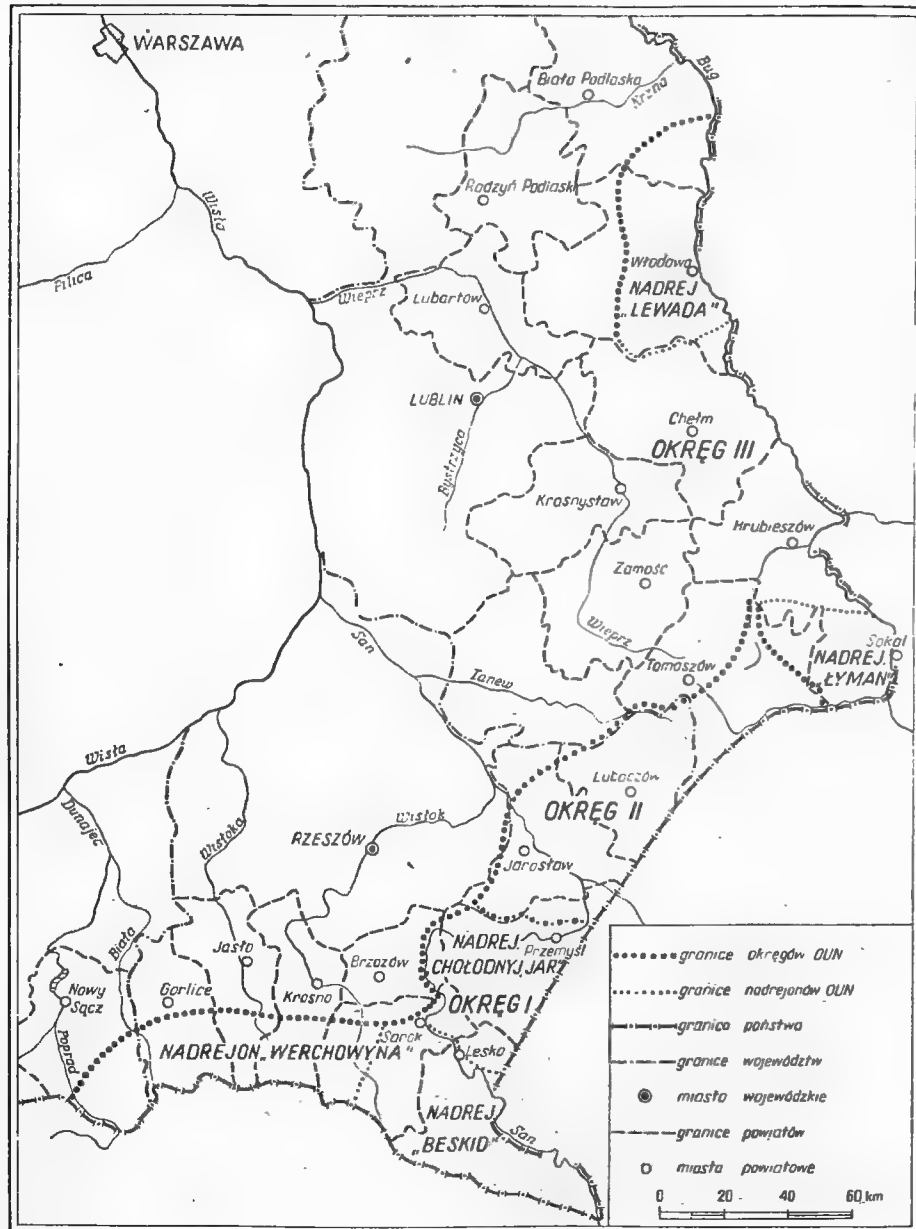 WARSZAWA
Bug
Biała Podlaska
Krzna
Radzyń Podlaski
Wisła
Pilica
Włodawa
NADREJ.
„LEWADA"
Wieprz
Lubartów
LUBLIN
Bystrzyca
Chełm
OKRĘG III
Krasnystaw
Hrubieszów
Zamość
Wieprz
San
Sokal
Tomaszów
NADREJ.
„ŁYMAN"
Tanew
Wisła
Lubaczów
Dunajec
OKRĘG II
Wisłok
Wisłoka
RZESZÓW
Jarosław
NADREJ.
CHOŁODNYJ JAR"
Przemyśl
Biała
Jasło
Brzozów
Nowy
Sącz
Gorlice
Krosno
OKRĘG I
Sanok
Poprad
NADREJON „WERCHOWYNA"
Lesko
NADREJ.
„BESKID"
San
granice okręgów OUN
granice nadrejonów OUN
granica państwa
granice województw
miasta wojewódzkie
granice powiatów
miasta powiatowe
0 20 40 60 km